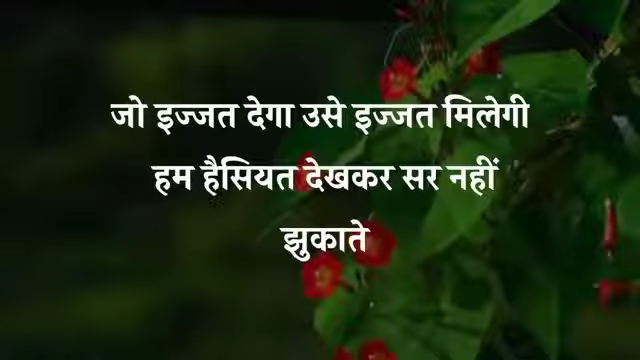 जो इज्जत देगा उसे इज्जत मिलेगी
हम हैसियत देखकर सर नहीं
झुकाते